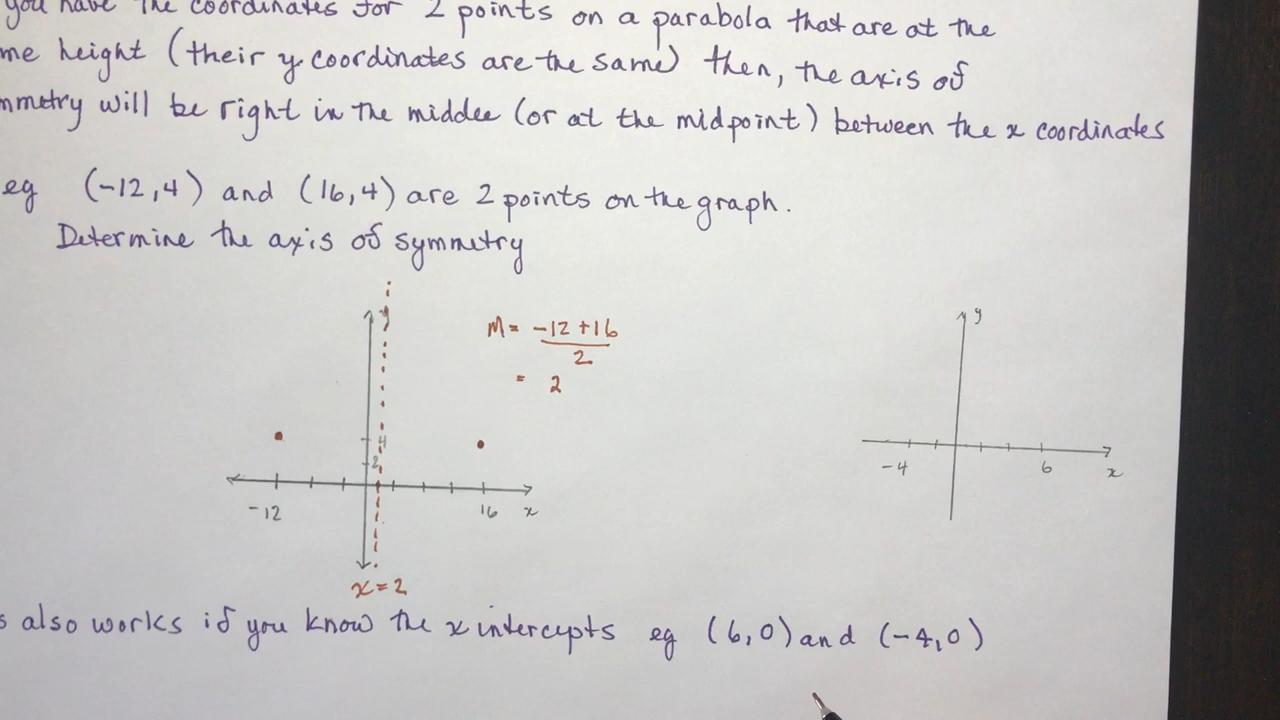 you have the coordinates for 2 points on a parabola that are at the
me height (their y coordinates are the same) then, the axis of
mmetry will be right in the middle (or at the midpoint) between the x coordinates
eg (-12,4) and (16,4) are 2 points on the graph.
Determine the axis of symmetry
y
M = -12 + 16
2
= 2
4
2
-12
16
x
x = 2
y
-4
6
x
s also works if you know the x intercepts eg (6,0) and (-4,0)